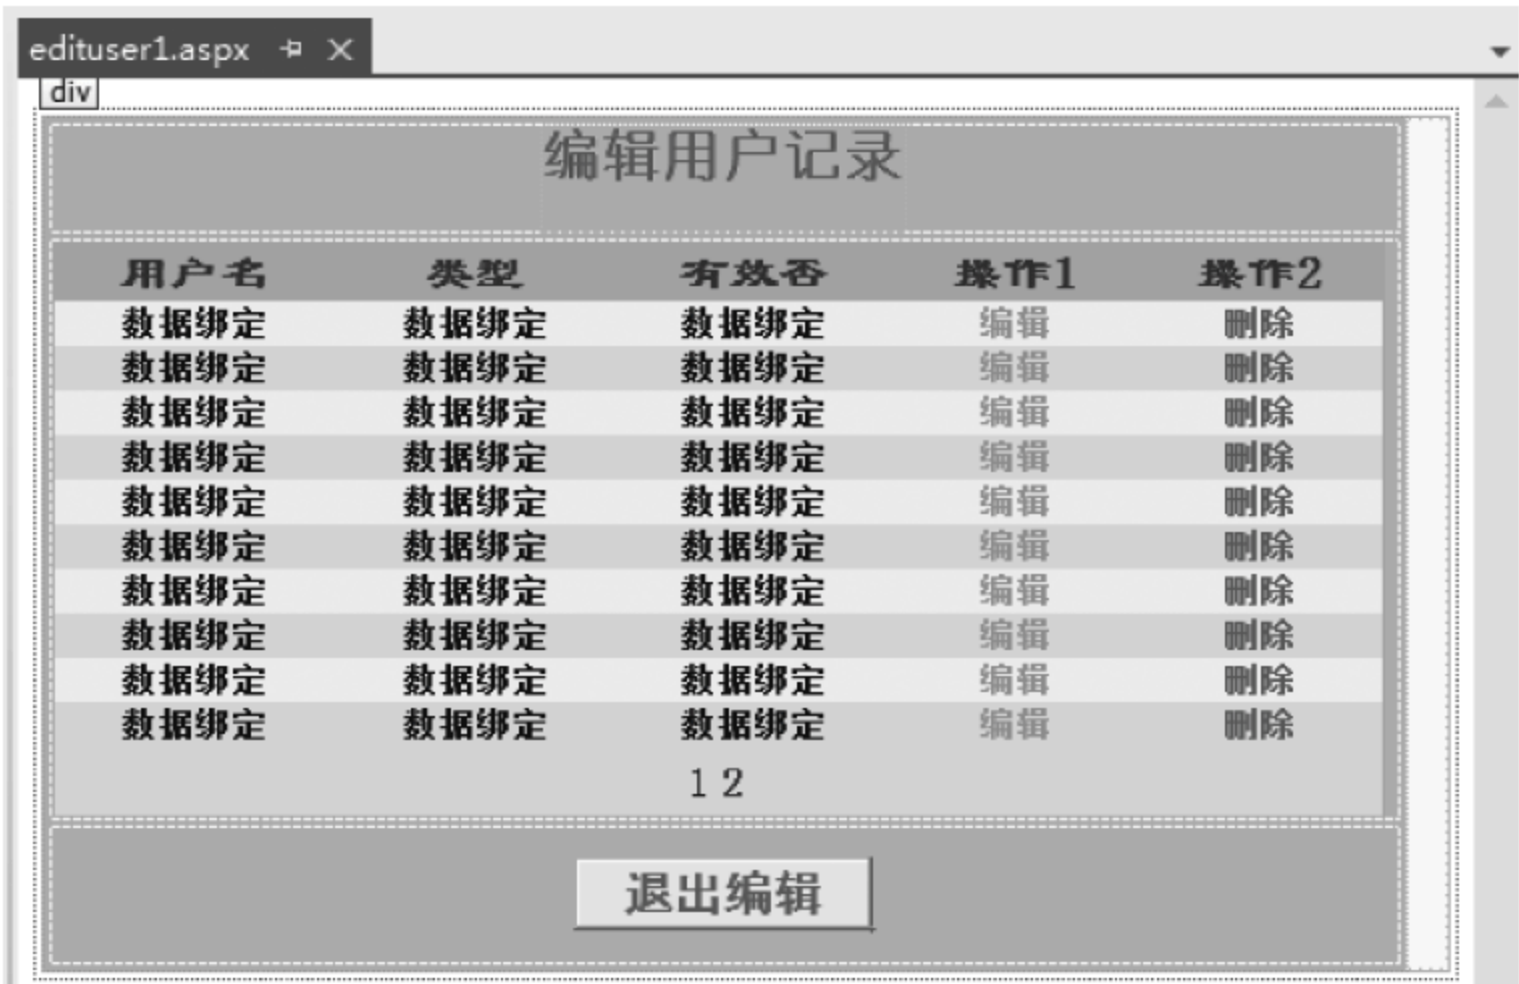 edituser1.aspx
div
编辑用户记录
用户名 类型 有效否 操作1 操作2
数据绑定 数据绑定 数据绑定 编辑 删除
数据绑定 数据绑定 数据绑定 编辑 删除
数据绑定 数据绑定 数据绑定 编辑 删除
数据绑定 数据绑定 数据绑定 编辑 删除
数据绑定 数据绑定 数据绑定 编辑 删除
数据绑定 数据绑定 数据绑定 编辑 删除
数据绑定 数据绑定 数据绑定 编辑 删除
数据绑定 数据绑定 数据绑定 编辑 删除
数据绑定 数据绑定 数据绑定 编辑 删除
数据绑定 数据绑定 数据绑定 编辑 删除
1 2
退出编辑